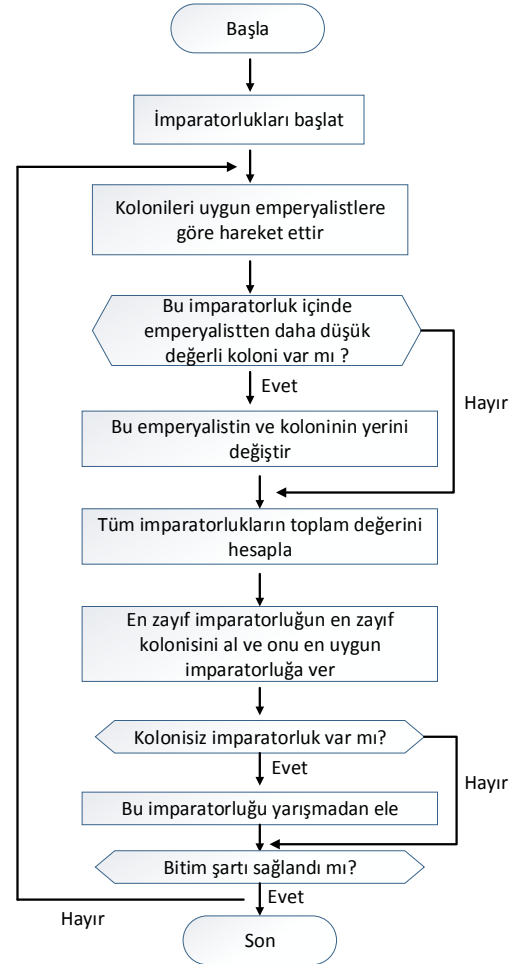 Başla
İmparatorlukları başlat
Kolonileri uygun emperyalistlere
göre hareket ettir
Bu imparatorluk içinde
emperyalistten daha düşük
değerli koloni var mı ?
Evet
Hayır
Bu emperyalistin ve koloninin yerini
değiştir
Tüm imparatorlukların toplam değerini
hesapla
En zayıf imparatorluğun en zayıf
kolonisini al ve onu en uygun
imparatorluğa ver
Kolonisiz imparatorluk var mı?
Evet
Hayır
Bu imparatorluğu yarışmadan ele
Bitim şartı sağlandı mı?
Evet
Hayır
Son